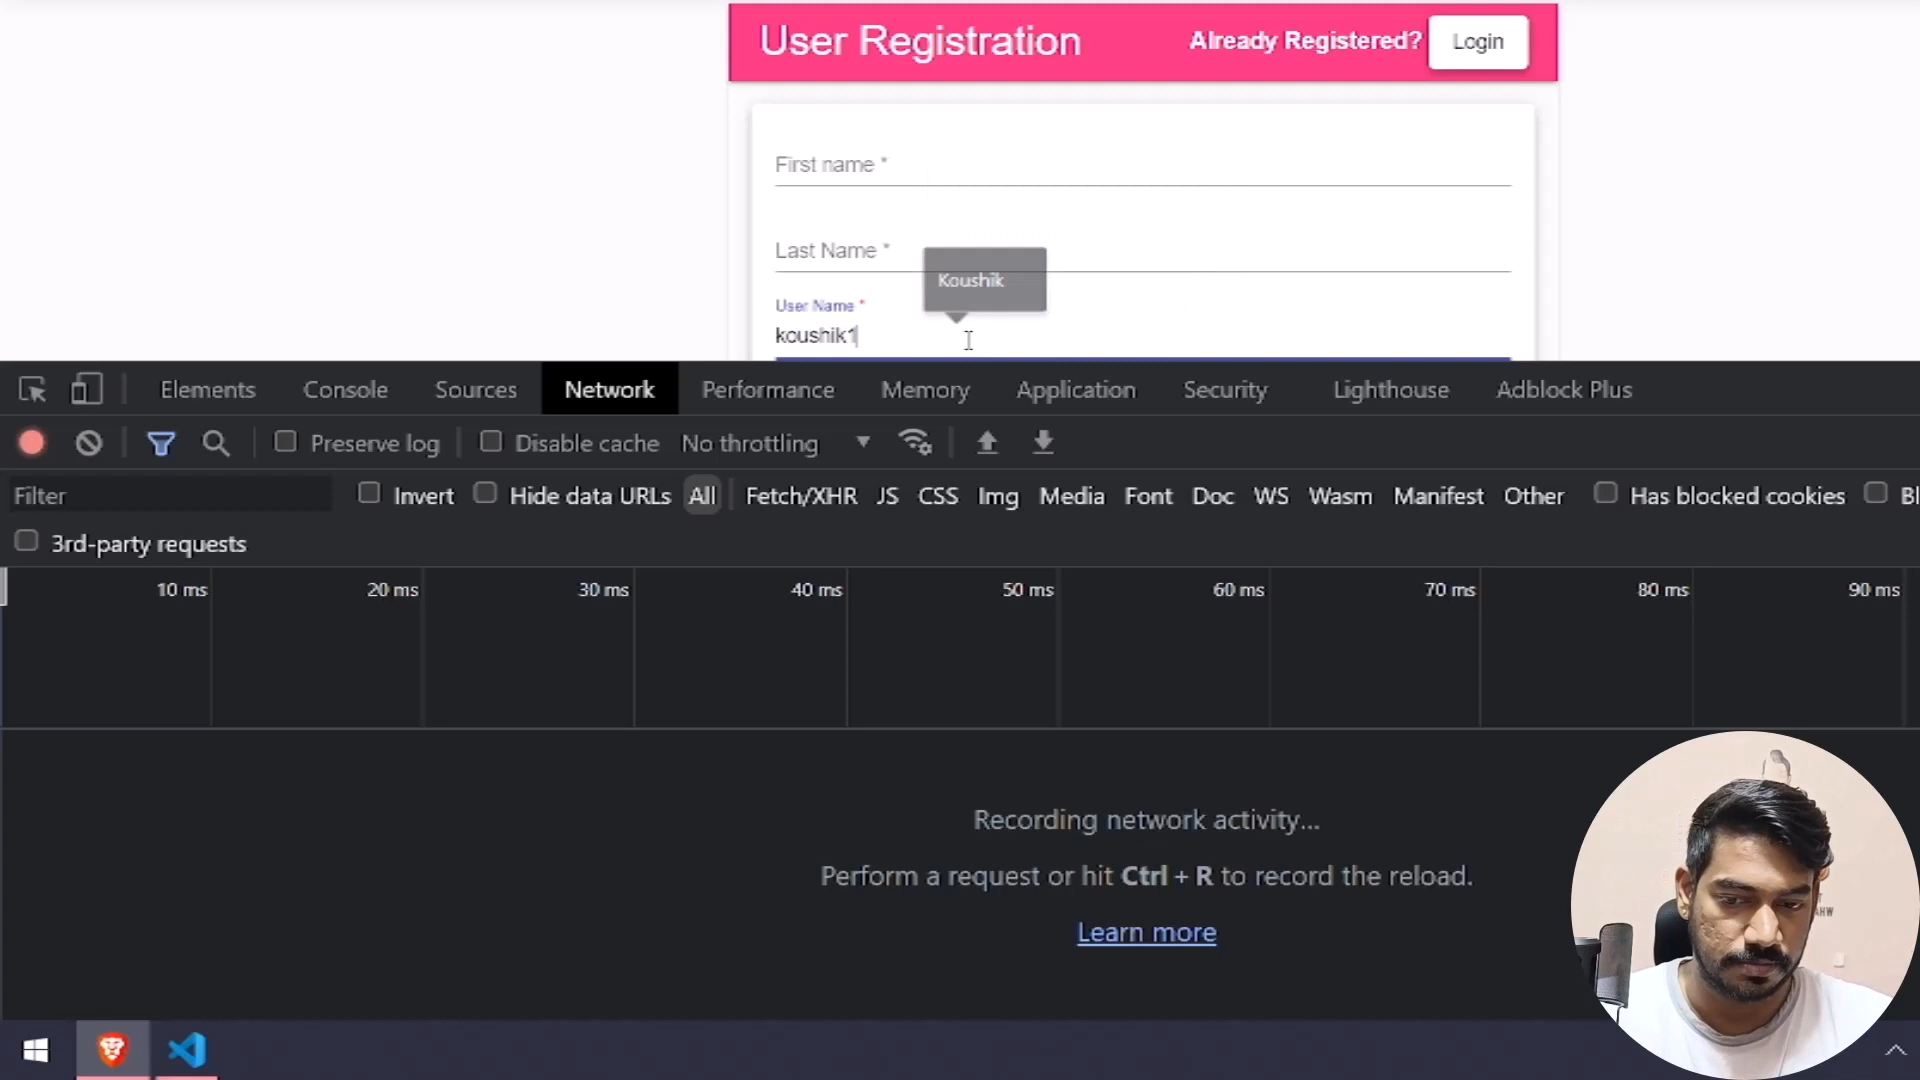 User Registration
Already Registered?
Login
First name *
Last Name *
Koushik
User Name *
koushik1
Elements Console Sources Network Performance Memory Application Security Lighthouse Adblock Plus
Preserve log Disable cache No throttling
Filter Invert Hide data URLs All Fetch/XHR JS CSS Img Media Font Doc WS Wasm Manifest Other Has blocked cookies Bl
3rd-party requests
10 ms 20 ms 30 ms 40 ms 50 ms 60 ms 70 ms 80 ms 90 ms
Recording network activity...
Perform a request or hit Ctrl + R to record the reload.
Learn more